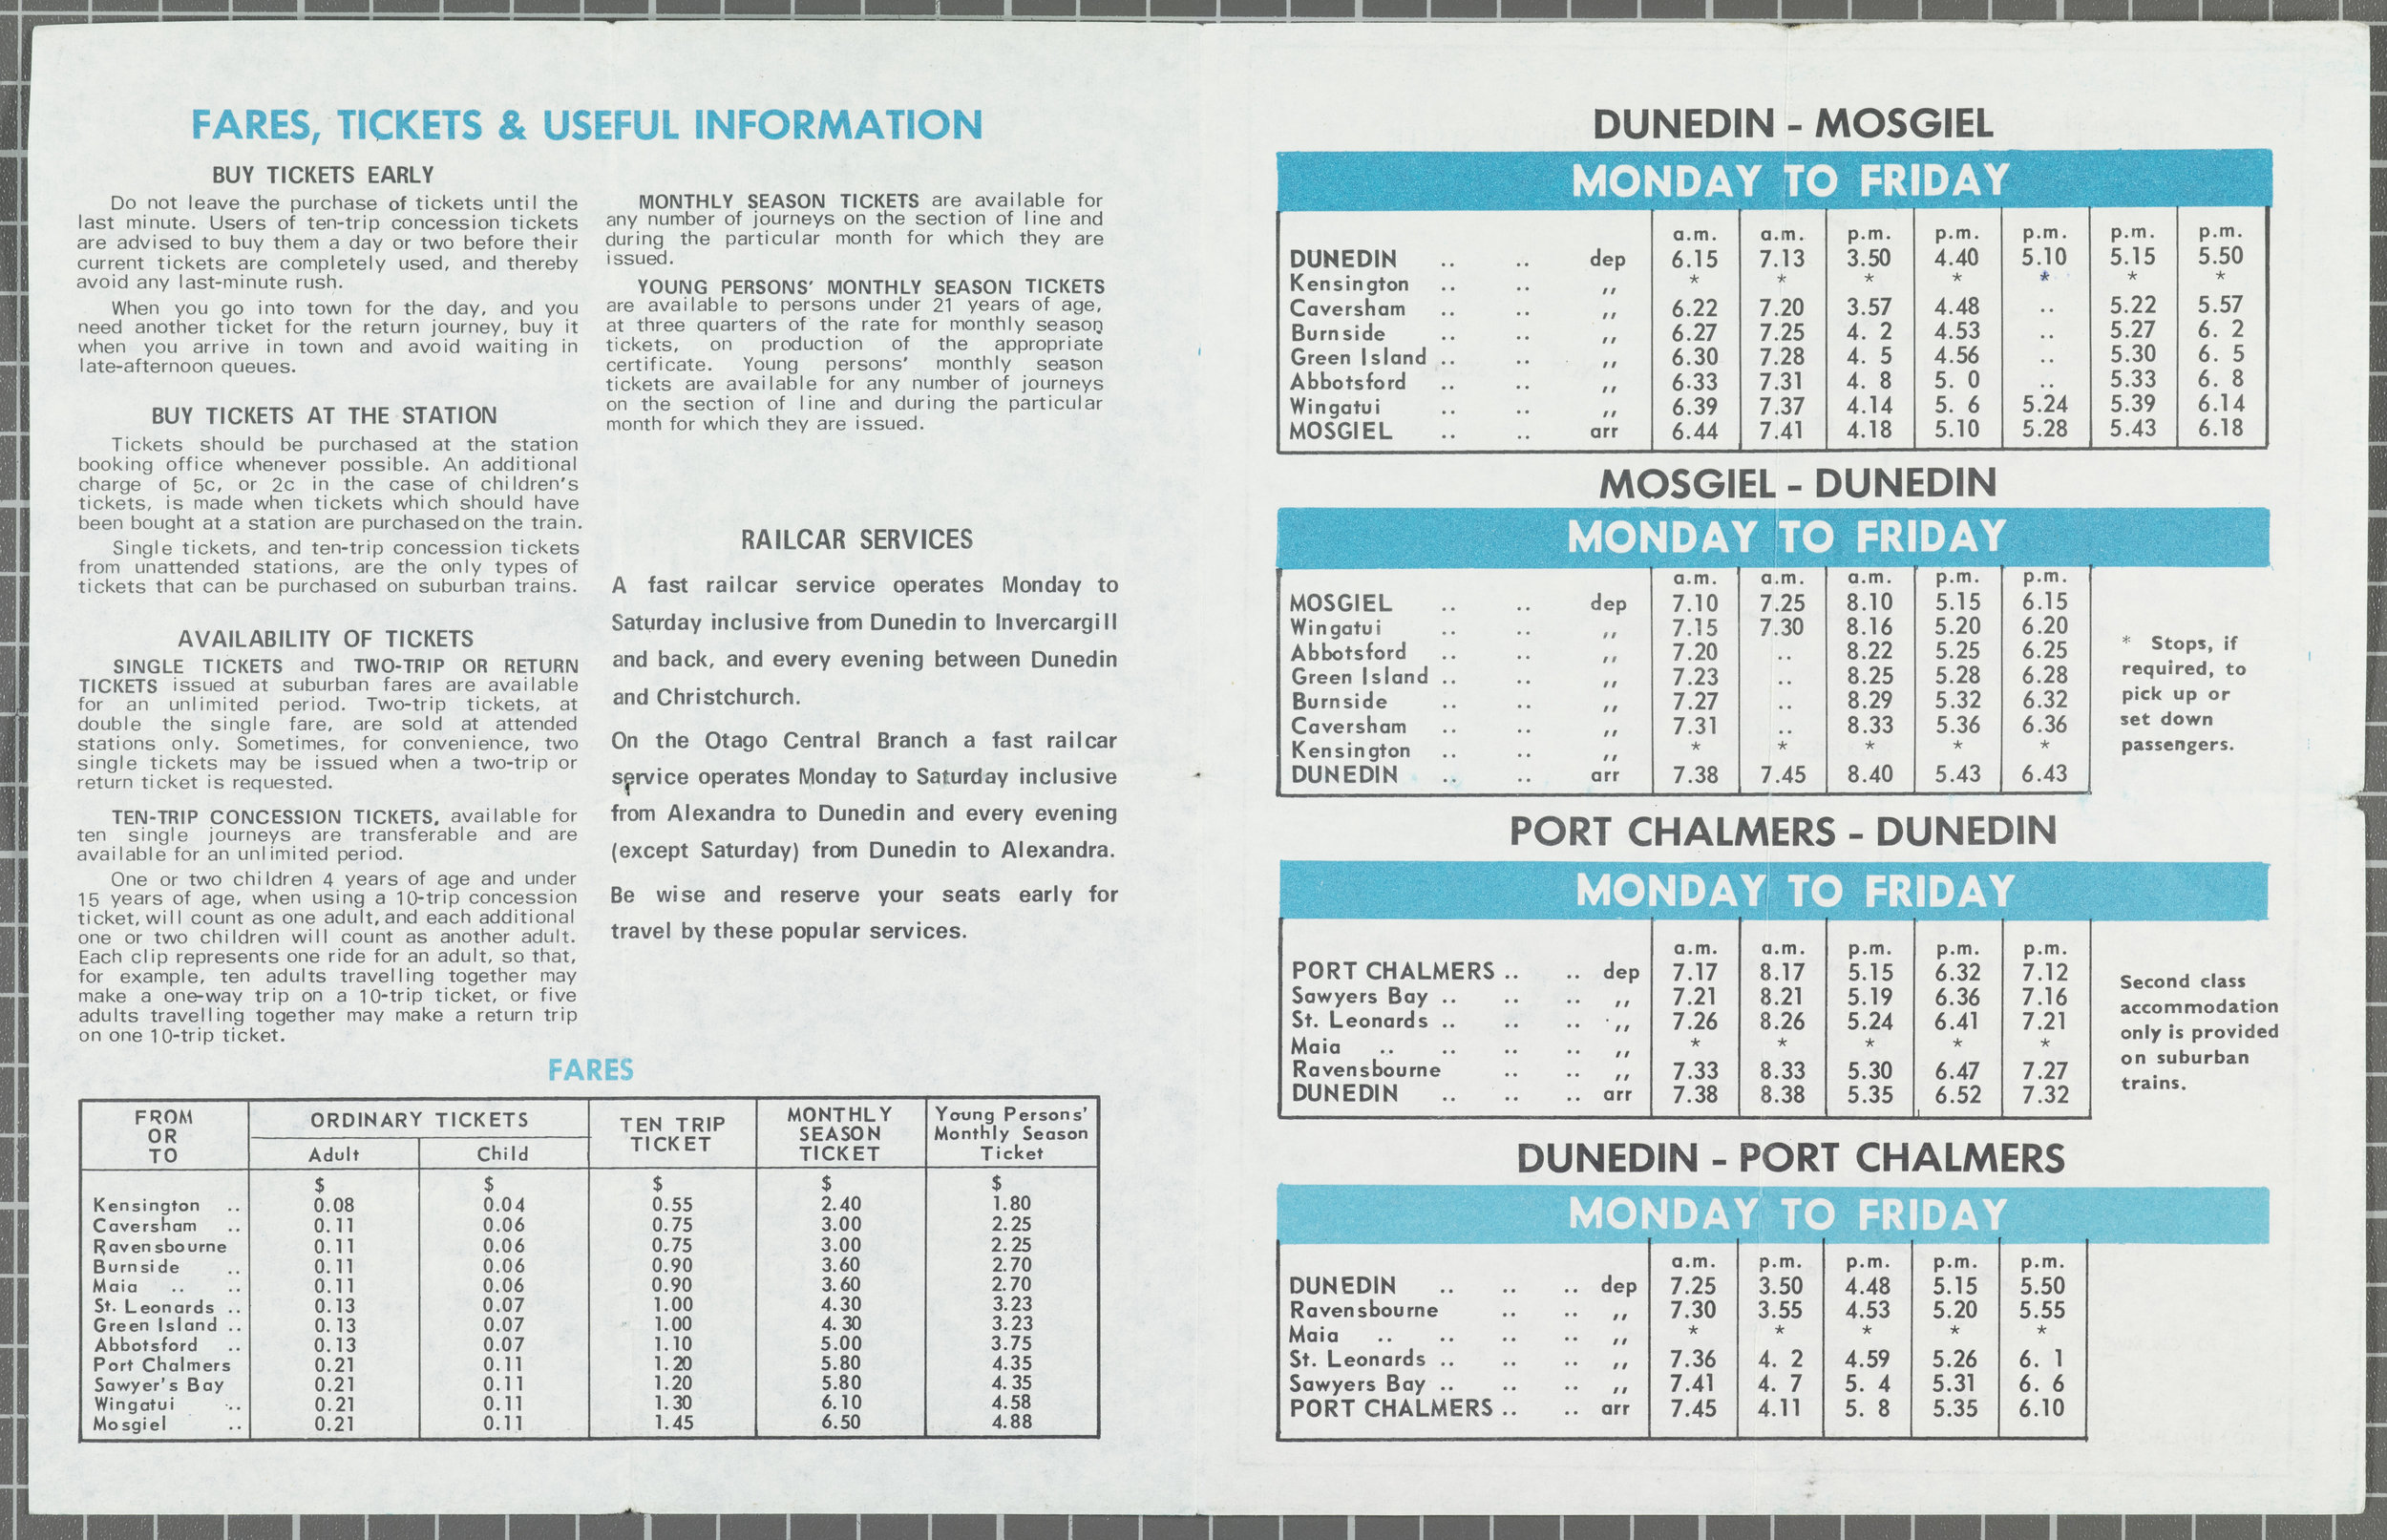 FARES, TICKETS & USEFUL INFORMATION
BUY TICKETS EARLY
Do not leave the purchase of tickets until the
last minute. Users of ten-trip concession tickets
are advised to buy them a day or two before their
current tickets are completely used, and thereby
avoid any last-minute rush.
When you go into town for the day, and you
need another ticket for the return journey, buy it
when you arrive in town and avoid waiting in
late-afternoon queues.
BUY TICKETS AT THE STATION
Tickets should be purchased at the station
booking office whenever possible. An additional
charge of 5c, or 2c in the case of children's
tickets, is made when tickets which should have
been bought at a station are purchased on the train.
Single tickets, and ten-trip concession tickets
from unattended stations, are the only types of
tickets that can be purchased on suburban trains.
AVAILABILITY OF TICKETS
SINGLE TICKETS and TWO-TRIP OR RETURN
TICKETS issued at suburban fares are available
for an unlimited period. Two-trip tickets, at
double the single fare, are sold at attended
stations only. Sometimes, for convenience, two
single tickets may be issued when a two-trip or
return ticket is requested.
TEN-TRIP CONCESSION TICKETS, available for
ten single journeys are transferable and are
available for an unlimited period.
One or two children 4 years of age and under
15 years of age, when using a 10-trip concession
ticket, will count as one adult, and each additional
one or two children will count as another adult.
Each clip represents one ride for an adult, so that,
for example, ten adults travelling together may
make a one-way trip on a 10-trip ticket, or five
adults travelling together may make a return trip
on one 10-trip ticket.
MONTHLY SEASON TICKETS are available for
any number of journeys on the section of line and
during the particular month for which they are
issued.
YOUNG PERSONS' MONTHLY SEASON TICKETS
are available to persons under 21 years of age,
at three quarters of the rate for monthly season
tickets, on production of the appropriate
certificate. Young persons' monthly season
tickets are available for any number of journeys
on the section of line and during the particular
month for which they are issued.
RAILCAR SERVICES
A fast railcar service operates Monday to
Saturday inclusive from Dunedin to Invercargill
and back, and every evening between Dunedin
and Christchurch.
On the Otago Central Branch a fast railcar
service operates Monday to Saturday inclusive
from Alexandra to Dunedin and every evening
(except Saturday) from Dunedin to Alexandra.
Be wise and reserve your seats early for
travel by these popular services.
FARES
FROM OR TO ORDINARY TICKETS TEN TRIP TICKET MONTHLY SEASON TICKET Young Persons' Monthly Season Ticket
Adult Child
$ $ $ $ $
Kensington .. 0.08 0.04 0.55 2.40 1.80
Caversham .. 0.11 0.06 0.75 3.00 2.25
Ravensbourne 0.11 0.06 0.75 3.00 2.25
Burnside .. 0.11 0.06 0.90 3.60 2.70
Maia .. .. 0.11 0.06 0.90 3.60 2.70
St. Leonards .. 0.13 0.07 1.00 4.30 3.23
Green Island .. 0.13 0.07 1.00 4.30 3.23
Abbotsford .. 0.13 0.07 1.10 5.00 3.75
Port Chalmers 0.21 0.11 1.20 5.80 4.35
Sawyer's Bay 0.21 0.11 1.20 5.80 4.35
Wingatui .. 0.21 0.11 1.30 6.10 4.58
Mosgiel .. 0.21 0.11 1.45 6.50 4.88
DUNEDIN - MOSGIEL
MONDAY TO FRIDAY
a.m. a.m. p.m. p.m. p.m. p.m. p.m.
DUNEDIN .. .. dep 6.15 7.13 3.50 4.40 5.10 5.15 5.50
Kensington .. .. ,, * * * * * * *
Caversham .. .. ,, 6.22 7.20 3.57 4.48 .. 5.22 5.57
Burnside .. .. ,, 6.27 7.25 4. 2 4.53 .. 5.27 6. 2
Green Island .. .. ,, 6.30 7.28 4. 5 4.56 .. 5.30 6. 5
Abbotsford .. .. ,, 6.33 7.31 4. 8 5. 0 .. 5.33 6. 8
Wingatui .. .. ,, 6.39 7.37 4.14 5. 6 5.24 5.39 6.14
MOSGIEL .. .. arr 6.44 7.41 4.18 5.10 5.28 5.43 6.18
MOSGIEL - DUNEDIN
MONDAY TO FRIDAY
a.m. a.m. a.m. p.m. p.m.
MOSGIEL .. .. dep 7.10 7.25 8.10 5.15 6.15
Wingatui .. .. ,, 7.15 7.30 8.16 5.20 6.20
Abbotsford .. .. ,, 7.20 .. 8.22 5.25 6.25
Green Island .. .. ,, 7.23 .. 8.25 5.28 6.28
Burnside .. .. ,, 7.27 .. 8.29 5.32 6.32
Caversham .. .. ,, 7.31 .. 8.33 5.36 6.36
Kensington .. .. ,, * * * * *
DUNEDIN .. .. arr 7.38 7.45 8.40 5.43 6.43
* Stops, if
required, to
pick up or
set down
passengers.
PORT CHALMERS - DUNEDIN
MONDAY TO FRIDAY
a.m. a.m. p.m. p.m. p.m.
PORT CHALMERS .. .. dep 7.17 8.17 5.15 6.32 7.12
Sawyers Bay .. .. .. ,, 7.21 8.21 5.19 6.36 7.16
St. Leonards .. .. .. ,, 7.26 8.26 5.24 6.41 7.21
Maia .. .. .. .. ,, * * * * *
Ravensbourne .. .. ,, 7.33 8.33 5.30 6.47 7.27
DUNEDIN .. .. .. arr 7.38 8.38 5.35 6.52 7.32
Second class
accommodation
only is provided
on suburban
trains.
DUNEDIN - PORT CHALMERS
MONDAY TO FRIDAY
a.m. p.m. p.m. p.m. p.m.
DUNEDIN .. .. .. dep 7.25 3.50 4.48 5.15 5.50
Ravensbourne .. .. ,, 7.30 3.55 4.53 5.20 5.55
Maia .. .. .. .. ,, * * * * *
St. Leonards .. .. .. ,, 7.36 4. 2 4.59 5.26 6. 1
Sawyers Bay .. .. .. ,, 7.41 4. 7 5. 4 5.31 6. 6
PORT CHALMERS .. .. arr 7.45 4.11 5. 8 5.35 6.10